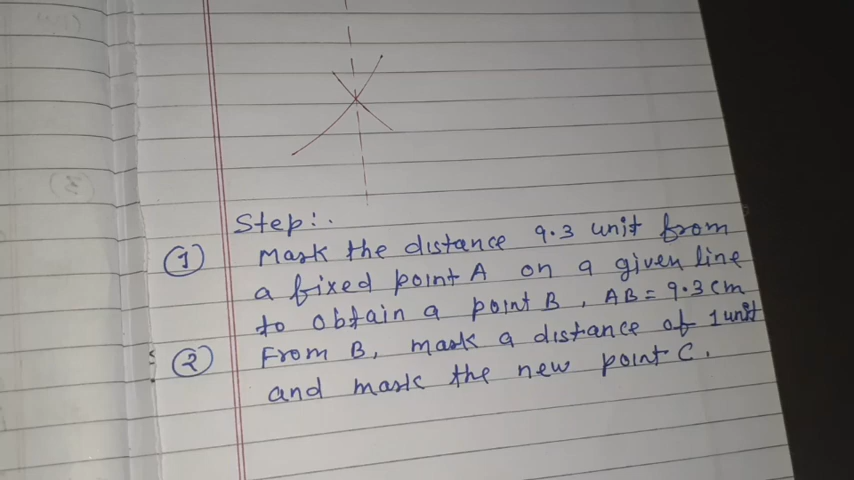 Step:-
① Mark the distance 9.3 unit from
a fixed point A on a given line
to obtain a point B, AB = 9.3 cm
② From B, mark a distance of 1 unit
and mark the new point C.